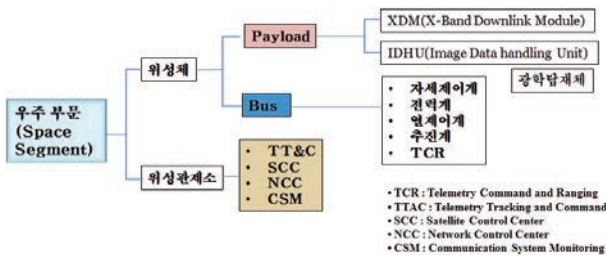 우주 부문
(Space
Segment)
위성체
위성관제소
Payload
Bus
XDM(X-Band Downlink Module)
IDHU(Image Data handling Unit)
광학탑재체
• 자세제어계
• 전력계
• 열제어계
• 추진계
• TCR
• TT&C
• SCC
• NCC
• CSM
• TCR : Telemetry Command and Ranging
• TTAC : Telemetry Tracking and Command
• SCC : Satellite Control Center
• NCC : Network Control Center
• CSM : Communication System Monitoring